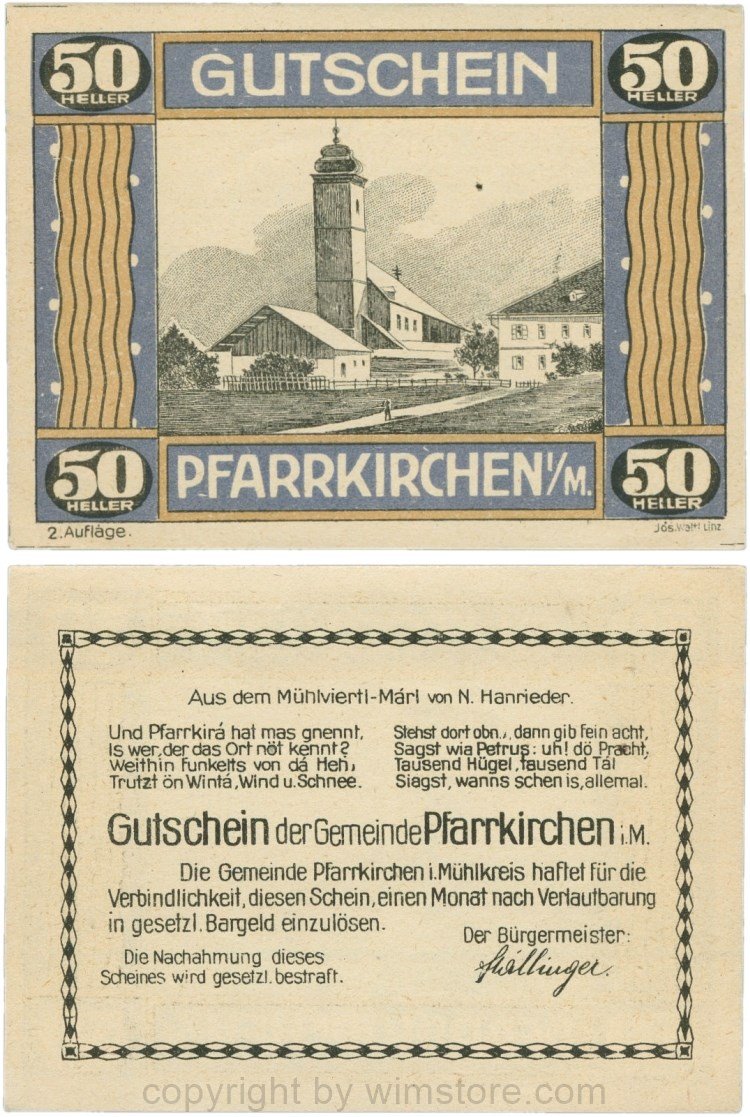 50 HELLER GUTSCHEIN 50 HELLER
50 HELLER PFARRKIRCHEN I/M. 50 HELLER
2. Auflage. Jos. Waltl Linz
Aus dem Mühlviertl-Márl von N. Hanrieder.
Und Pfarrkirá hat mas gnennt,
Is wer, der das Ort nöt kennt?
Weithin funkelts von dá Heh,
Trutzt ön Wintá, Wind u. Schnee.
Stehst dort obn., dann gib fein acht,
Sagst wia Petrus: uh! dö Pracht,
Tausend Hügel, tausend Tál
Siagst, wanns schen is, allemal.
Gutschein der Gemeinde Pfarrkirchen i. M.
Die Gemeinde Pfarrkirchen i. Mühlkreis haftet für die
Verbindlichkeit, diesen Schein, einen Monat nach Verlautbarung
in gesetzl. Bargeld einzulösen.
Der Bürgermeister:
Die Nachahmung dieses
Scheines wird gesetzl. bestraft.
copyright by wimstore.com